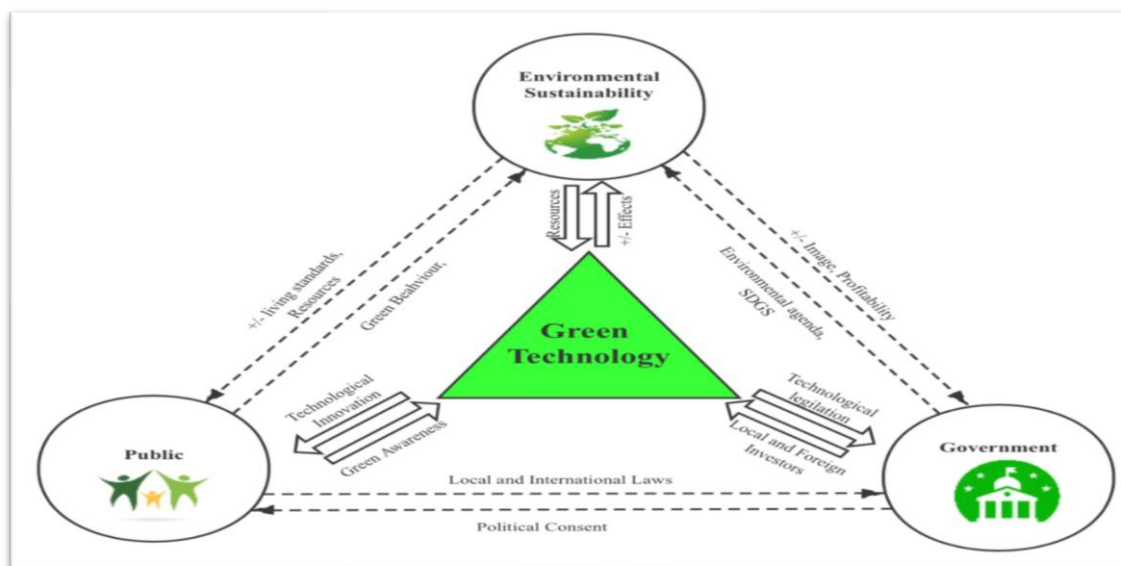 Environmental
Sustainability
Resources
+/- Effects
+/- living standards,
Resources
Green Beahviour,
Environmental agenda,
SDGS
+/- Image, Profitability
Green
Technology
Technological
Innovation
Green Awareness
Technological
legilation
Local and Foreign
Investors
Public
Government
Local and International Laws
Political Consent